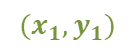 (x₁, y₁)